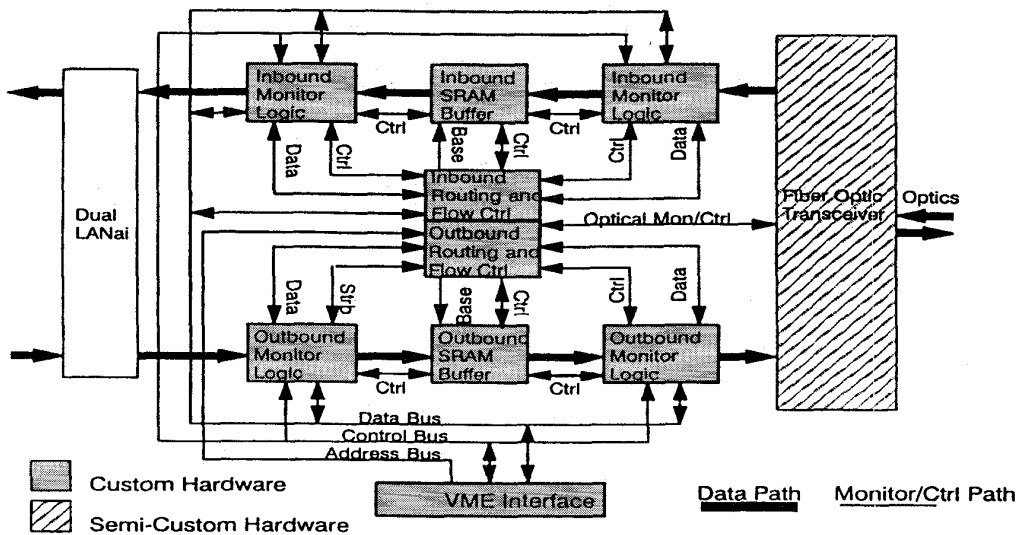 Inbound
Monitor
Logic
Inbound
SRAM
Buffer
Inbound
Monitor
Logic
Ctrl
Ctrl
Data
Ctrl
Base
Ctrl
Ctrl
Data
Inbound
Routing and
Flow Ctrl
Dual
LANai
Fiber Optic
Transceiver
Optics
Optical Mon/Ctrl
Outbound
Routing and
Flow Ctrl
Data
Strb
Base
Ctrl
Ctrl
Data
Outbound
Monitor
Logic
Outbound
SRAM
Buffer
Outbound
Monitor
Logic
Ctrl
Ctrl
Data Bus
Control Bus
Address Bus
VME Interface
Custom Hardware
Semi-Custom Hardware
Data Path
Monitor/Ctrl Path